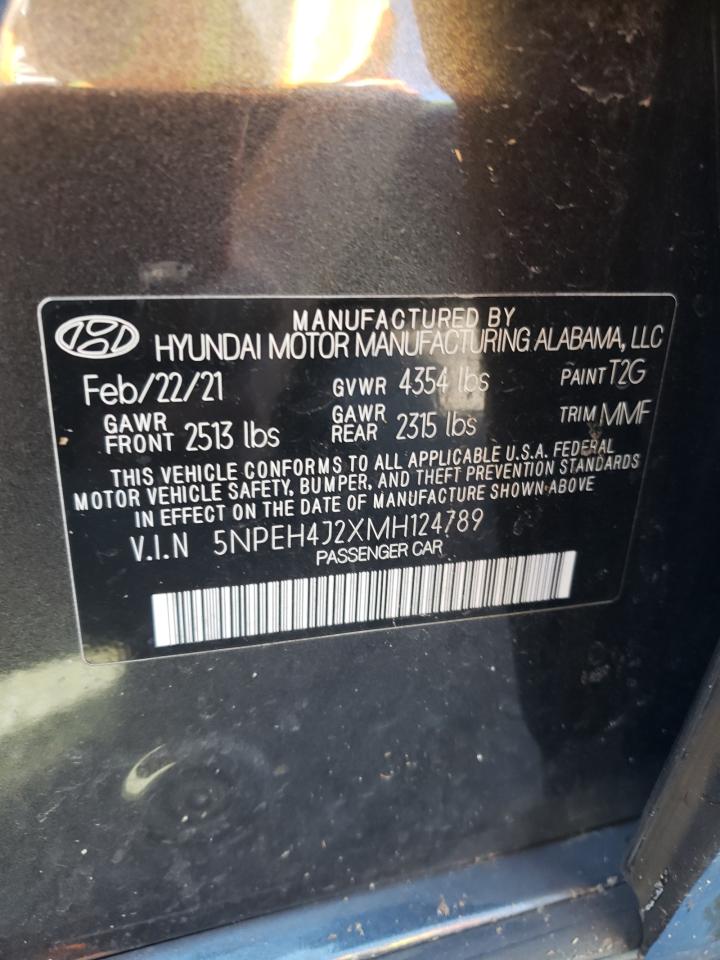 MANUFACTURED BY
HYUNDAI MOTOR MANUFACTURING ALABAMA, LLC
Feb/22/21 GVWR 4354 lbs PAINT T2G
GAWR FRONT 2513 lbs GAWR REAR 2315 lbs TRIM MMF
THIS VEHICLE CONFORMS TO ALL APPLICABLE U.S.A. FEDERAL
MOTOR VEHICLE SAFETY, BUMPER, AND THEFT PREVENTION STANDARDS
IN EFFECT ON THE DATE OF MANUFACTURE SHOWN ABOVE
V.I.N 5NPEH4J2XMH124789
PASSENGER CAR